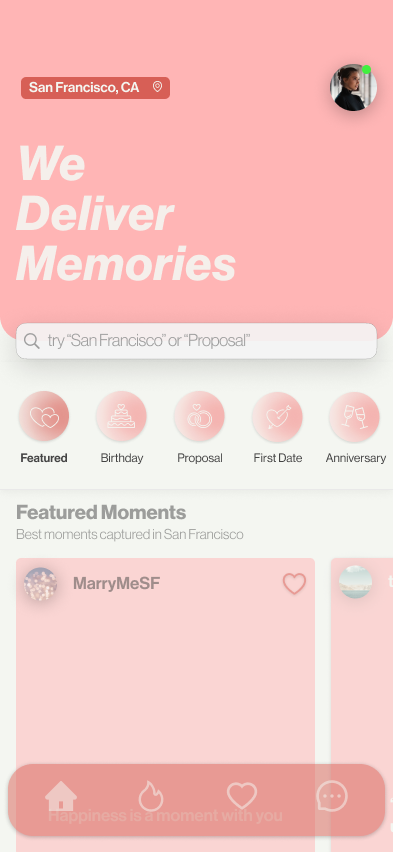 San Francisco, CA
We
Deliver
Memories
try “San Francisco” or “Proposal”
Featured
Birthday
Proposal
First Date
Anniversary
Featured Moments
Best moments captured in San Francisco
MarryMeSF
Happiness is a moment with you